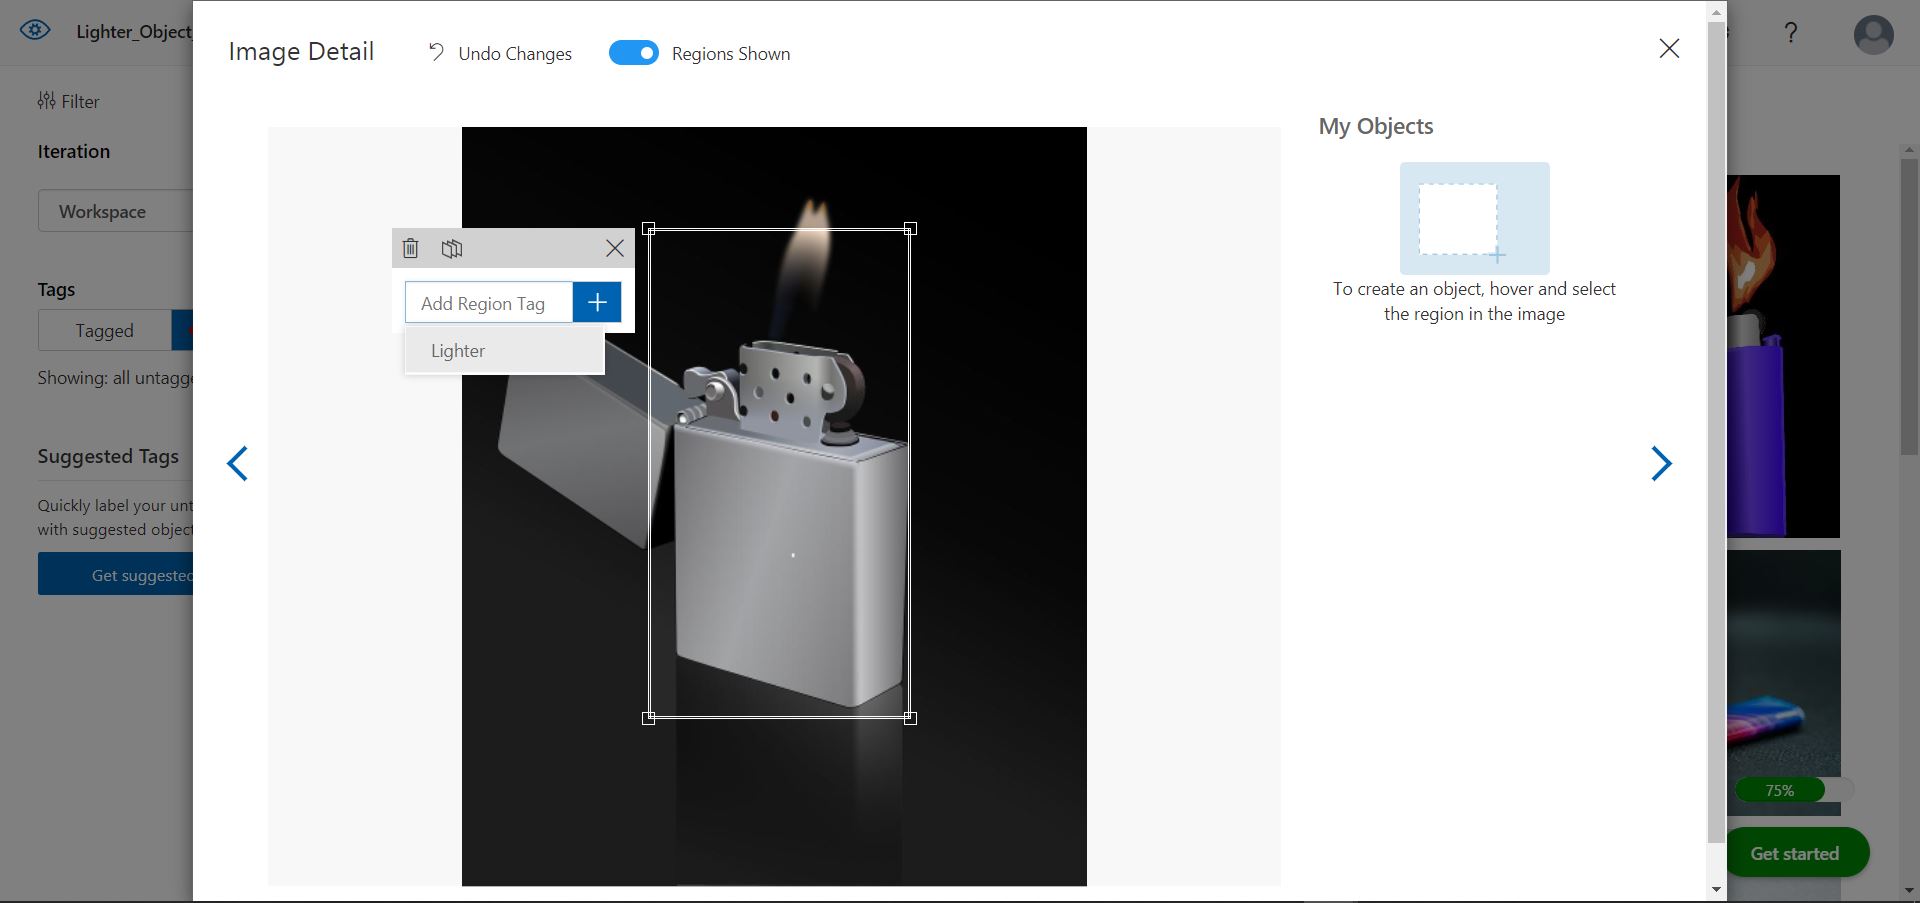 Lighter_Object_
Image Detail
Undo Changes
Regions Shown
?
Filter
Iteration
Workspace
Tags
Tagged
Showing: all untagge
Suggested Tags
Quickly label your unt
with suggested object
Get suggested
Add Region Tag
Lighter
My Objects
To create an object, hover and select
the region in the image
75%
Get started